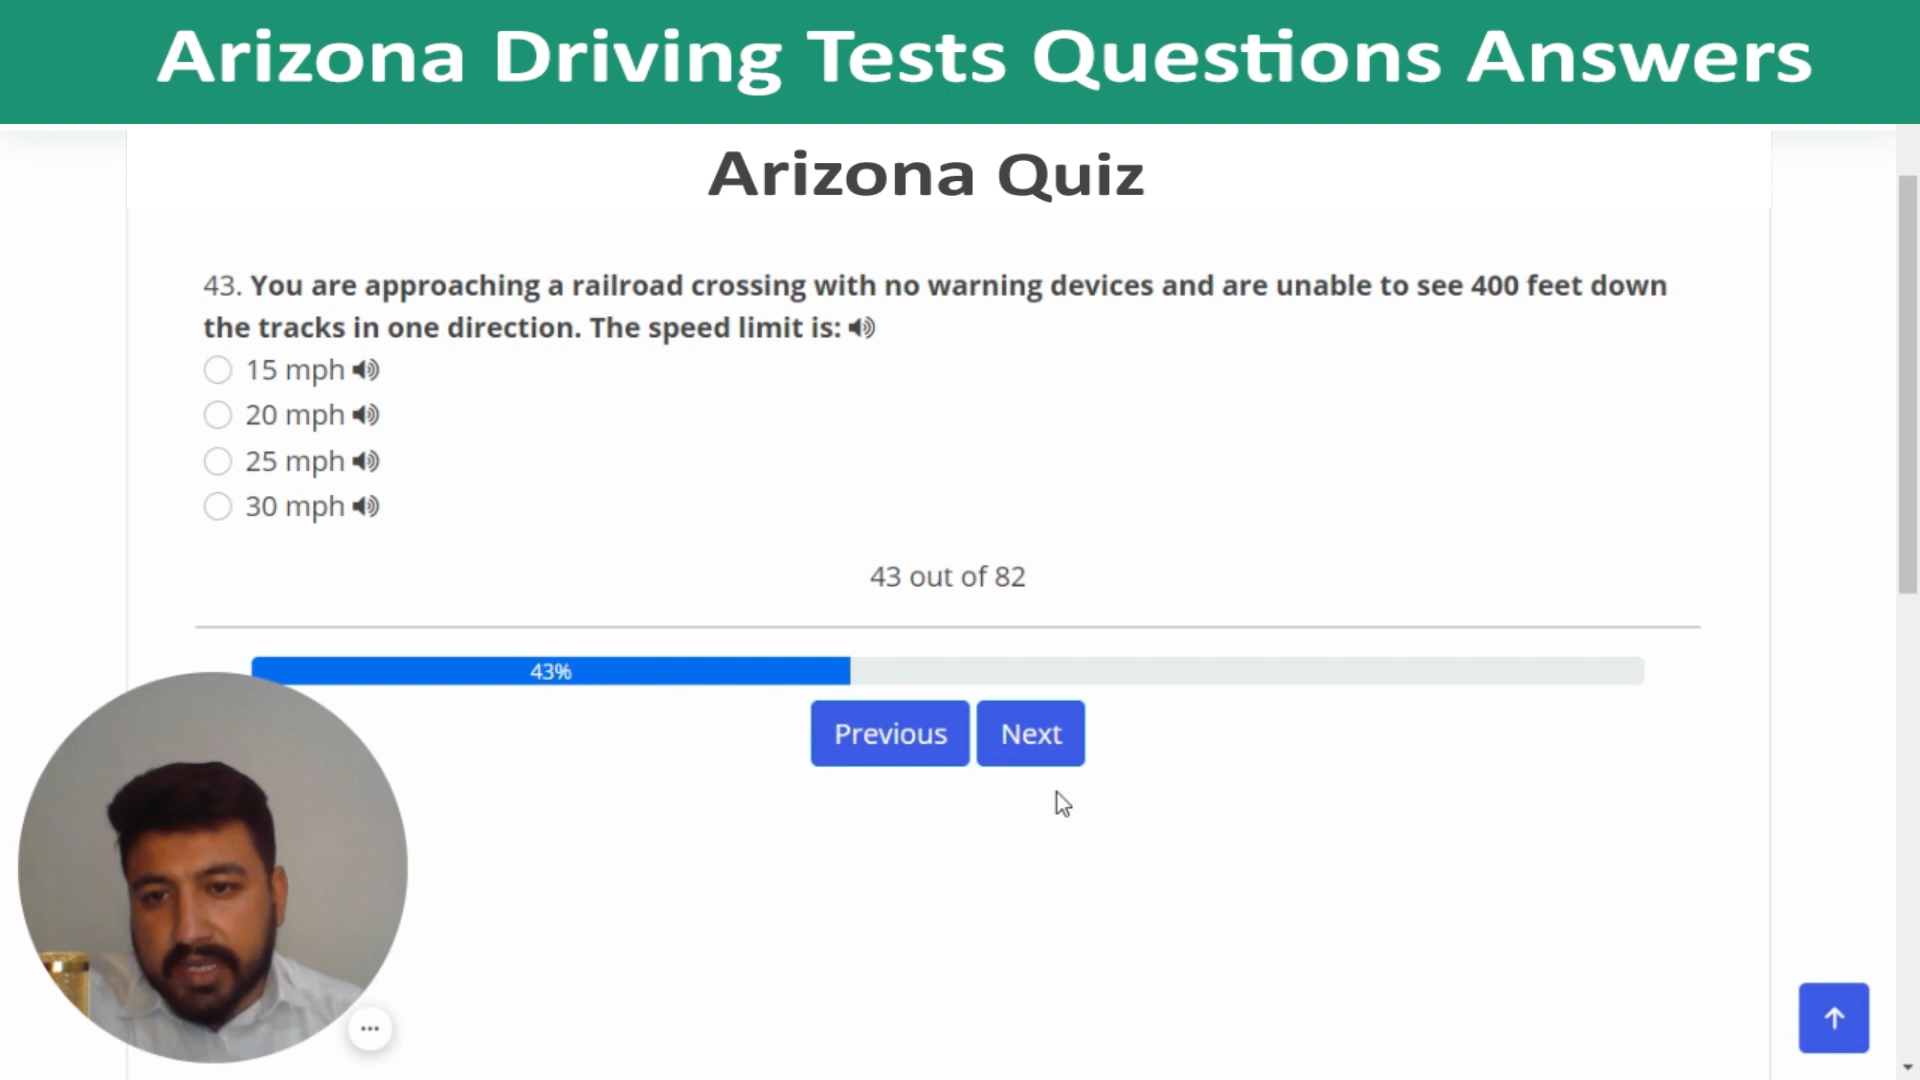 Arizona Driving Tests Questions Answers
Arizona Quiz
43. You are approaching a railroad crossing with no warning devices and are unable to see 400 feet down
the tracks in one direction. The speed limit is:
15 mph
20 mph
25 mph
30 mph
43 out of 82
43%
Previous Next